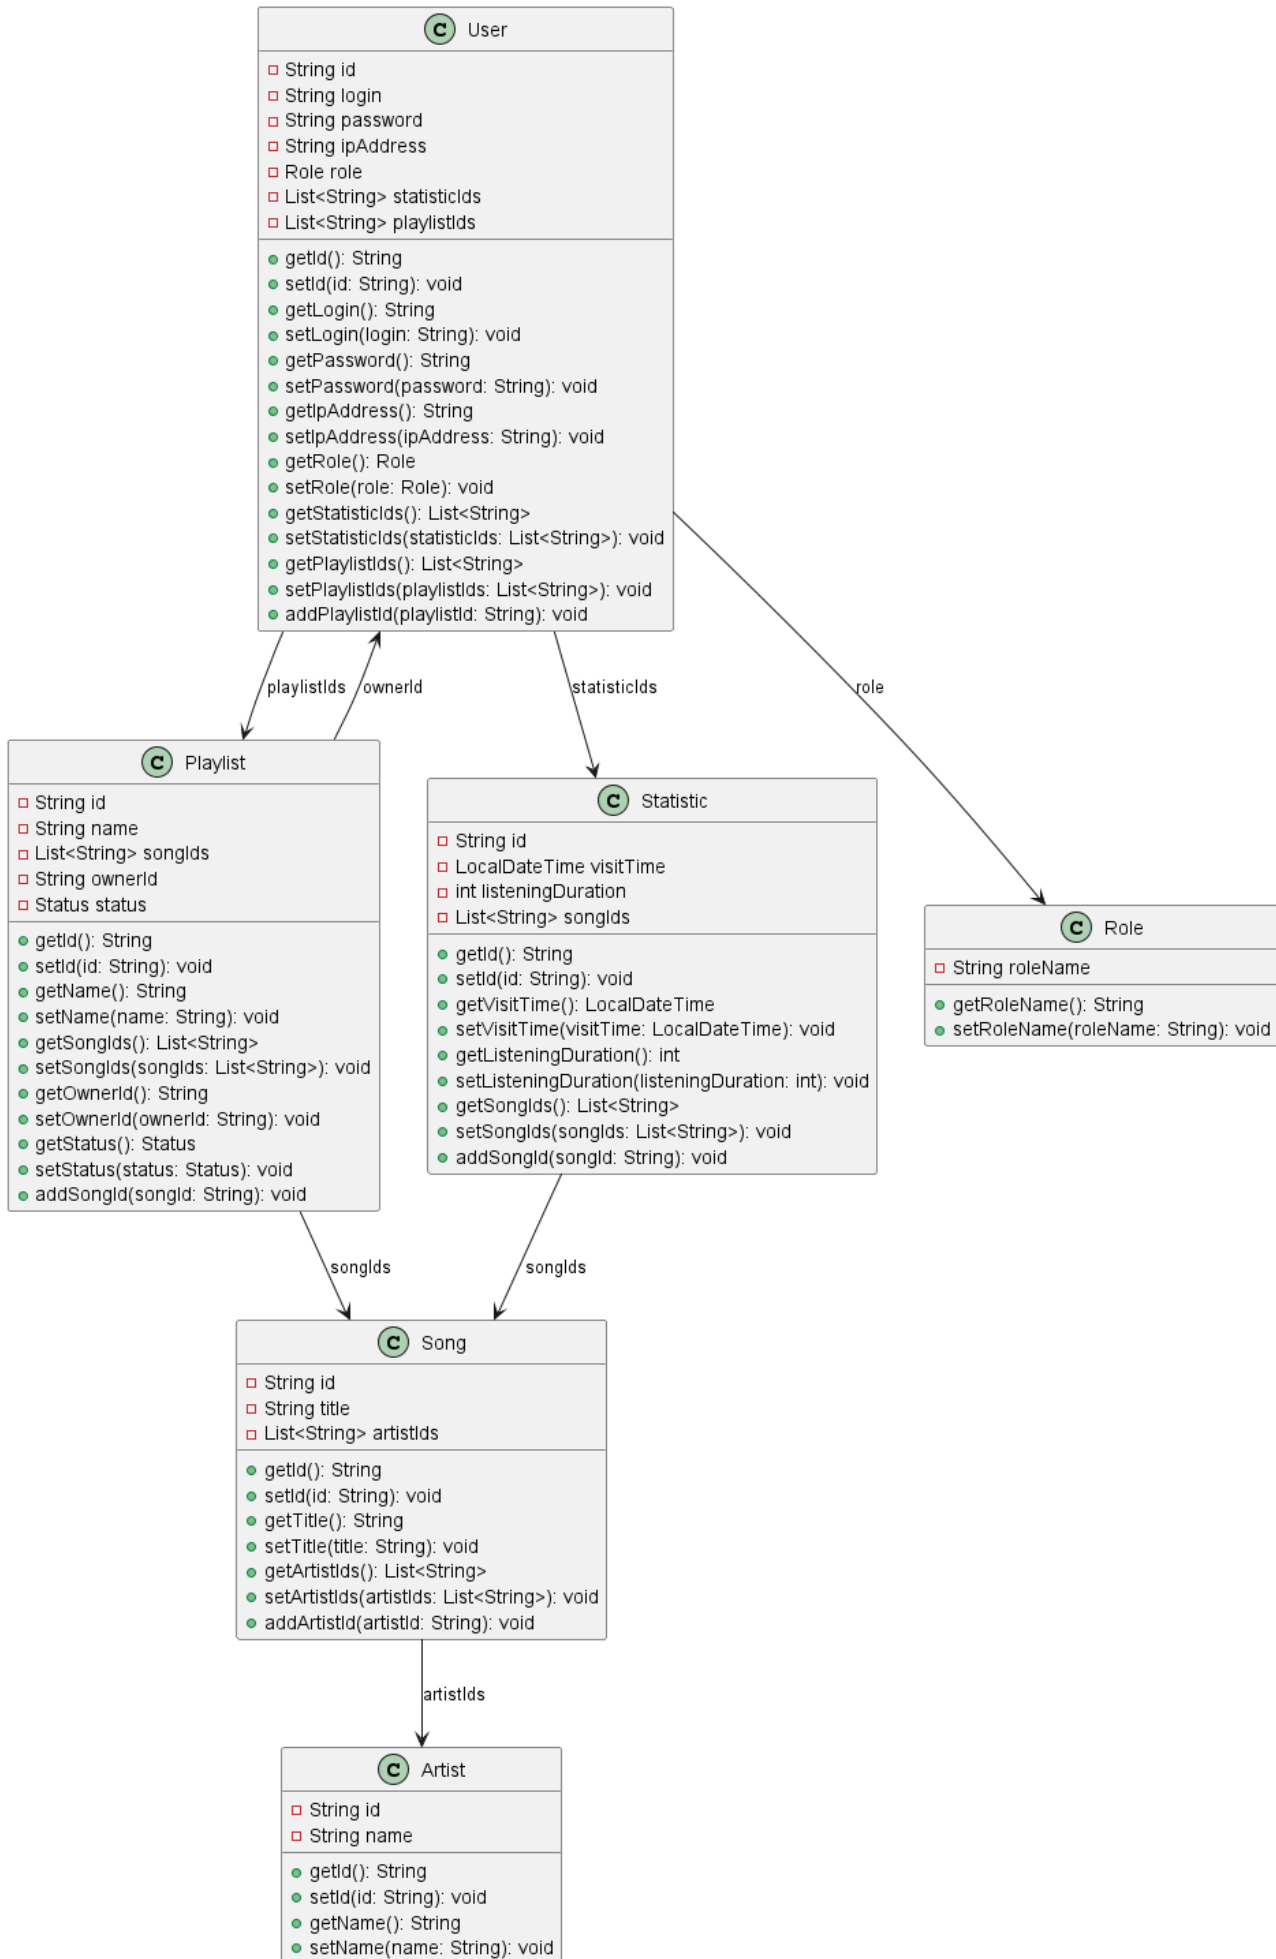 C User
String id
String login
String password
String ipAddress
Role role
List<String> statisticIds
List<String> playlistIds
getId(): String
setId(id: String): void
getLogin(): String
setLogin(login: String): void
getPassword(): String
setPassword(password: String): void
getIpAddress(): String
setIpAddress(ipAddress: String): void
getRole(): Role
setRole(role: Role): void
getStatisticIds(): List<String>
setStatisticIds(statisticIds: List<String>): void
getPlaylistIds(): List<String>
setPlaylistIds(playlistIds: List<String>): void
addPlaylistId(playlistId: String): void
playlistIds
ownerId
statisticIds
role
C Playlist
String id
String name
List<String> songIds
String ownerId
Status status
getId(): String
setId(id: String): void
getName(): String
setName(name: String): void
getSongIds(): List<String>
setSongIds(songIds: List<String>): void
getOwnerId(): String
setOwnerId(ownerId: String): void
getStatus(): Status
setStatus(status: Status): void
addSongId(songId: String): void
C Statistic
String id
LocalDateTime visitTime
int listeningDuration
List<String> songIds
getId(): String
setId(id: String): void
getVisitTime(): LocalDateTime
setVisitTime(visitTime: LocalDateTime): void
getListeningDuration(): int
setListeningDuration(listeningDuration: int): void
getSongIds(): List<String>
setSongIds(songIds: List<String>): void
addSongId(songId: String): void
C Role
String roleName
getRoleName(): String
setRoleName(roleName: String): void
songIds
songIds
C Song
String id
String title
List<String> artistIds
getId(): String
setId(id: String): void
getTitle(): String
setTitle(title: String): void
getArtistIds(): List<String>
setArtistIds(artistIds: List<String>): void
addArtistId(artistId: String): void
artistIds
C Artist
String id
String name
getId(): String
setId(id: String): void
getName(): String
setName(name: String): void